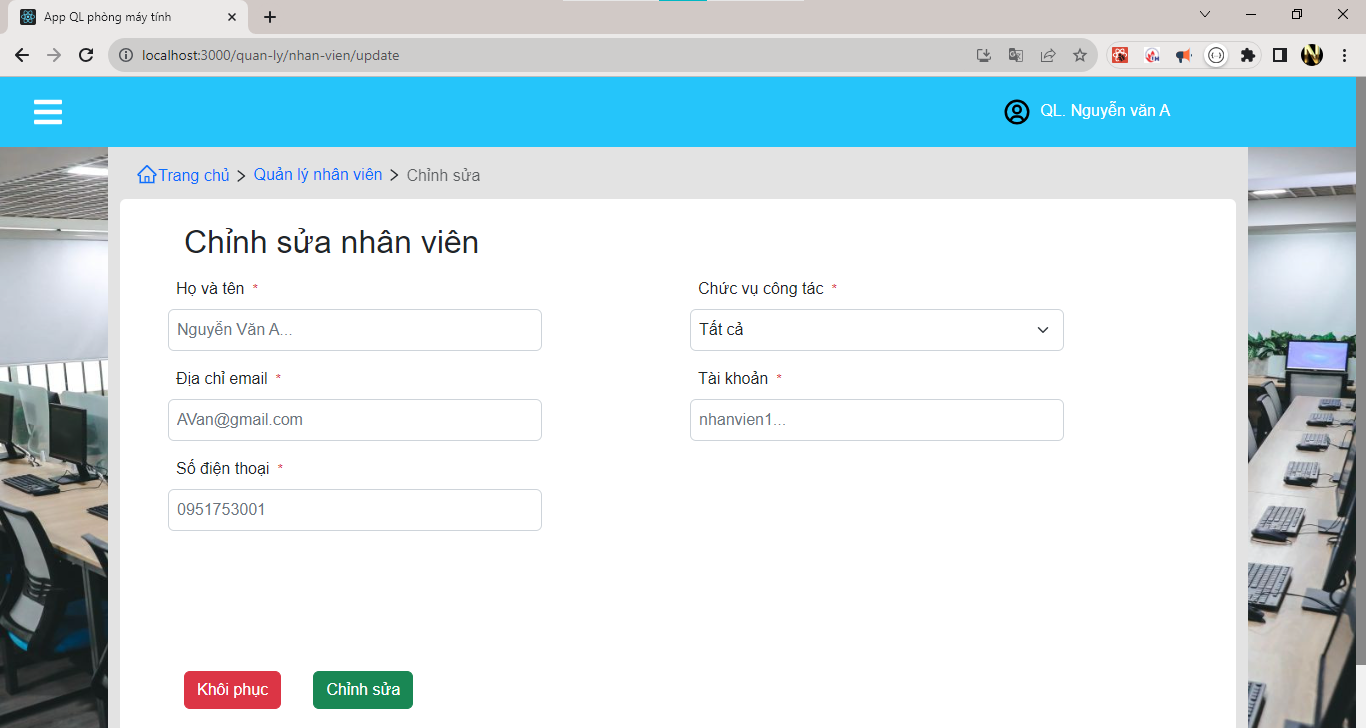 App QL phòng máy tính
localhost:3000/quan-ly/nhan-vien/update
QL. Nguyễn văn A
Trang chủ > Quản lý nhân viên > Chỉnh sửa
Chỉnh sửa nhân viên
Họ và tên *
Chức vụ công tác *
Nguyễn Văn A...
Tất cả
Địa chỉ email *
Tài khoản *
AVan@gmail.com
nhanvien1...
Số điện thoại *
0951753001
Khôi phục
Chỉnh sửa